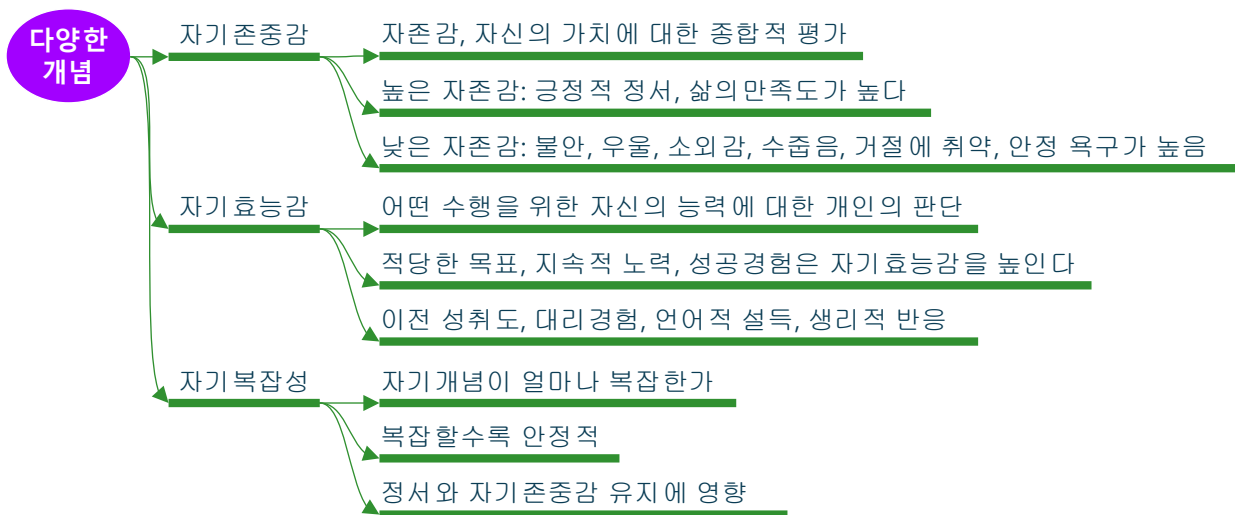 다양한
개념
자기존중감
자존감, 자신의 가치에 대한 종합적 평가
높은 자존감: 긍정적 정서, 삶의만족도가 높다
낮은 자존감: 불안, 우울, 소외감, 수줍음, 거절에 취약, 안정 욕구가 높음
자기효능감
어떤 수행을 위한 자신의 능력에 대한 개인의 판단
적당한 목표, 지속적 노력, 성공경험은 자기효능감을 높인다
이전 성취도, 대리경험, 언어적 설득, 생리적 반응
자기복잡성
자기개념이 얼마나 복잡한가
복잡할수록 안정적
정서와 자기존중감 유지에 영향